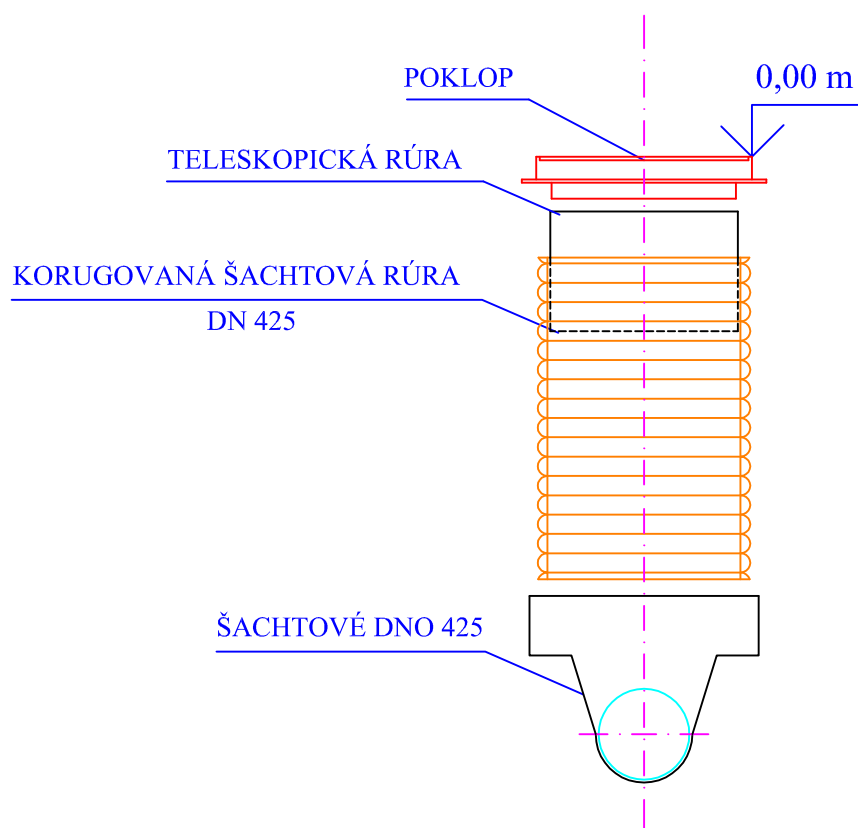 POKLOP
0,00 m
TELESKOPICKÁ RÚRA
KORUGOVANÁ ŠACHTOVÁ RÚRA
DN 425
ŠACHTOVÉ DNO 425